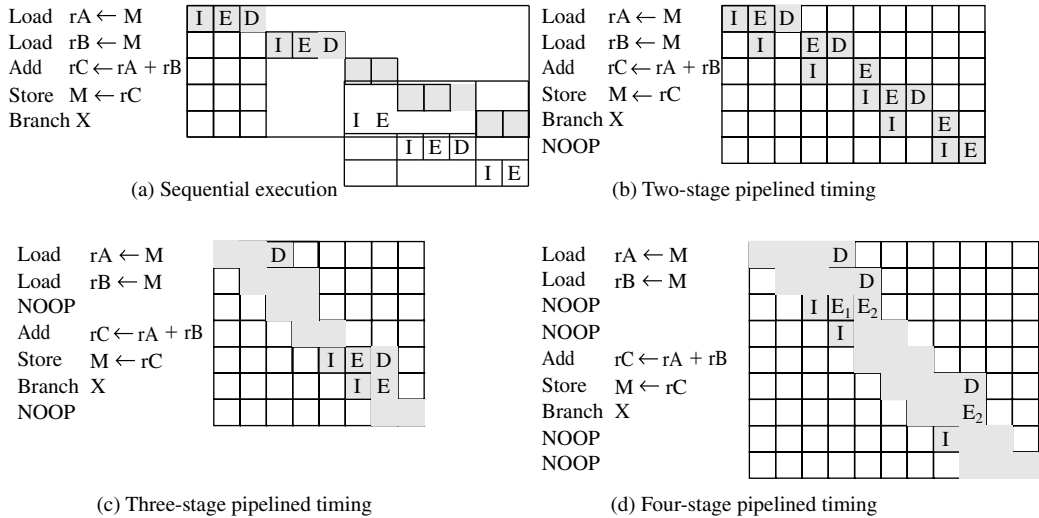 Load rA ← M I E D
Load rB ← M I E D
Add rC ← rA + rB
Store M ← rC
Branch X I E
I E D
I E
(a) Sequential execution
Load rA ← M I E D
Load rB ← M I E D
Add rC ← rA + rB I E
Store M ← rC I E D
Branch X I E
NOOP I E
(b) Two-stage pipelined timing
Load rA ← M D
Load rB ← M
NOOP
Add rC ← rA + rB
Store M ← rC I E D
Branch X I E
NOOP
(c) Three-stage pipelined timing
Load rA ← M D
Load rB ← M D
NOOP I E₁ E₂
NOOP I
Add rC ← rA + rB
Store M ← rC D
Branch X E₂
NOOP I
NOOP
(d) Four-stage pipelined timing